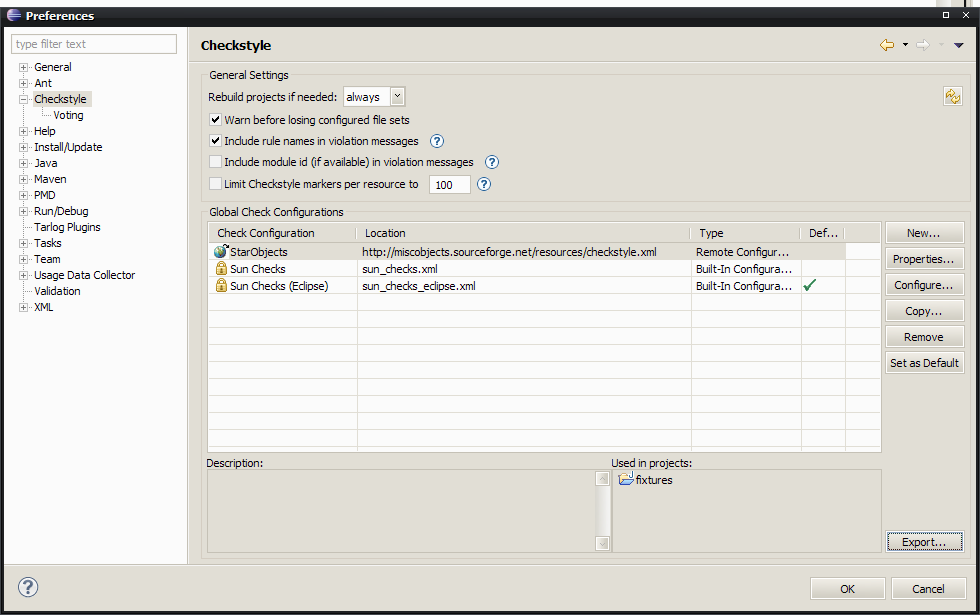 Preferences
type filter text
General
Ant
Checkstyle
Voting
Help
Install/Update
Java
Maven
PMD
Run/Debug
Tarlog Plugins
Tasks
Team
Usage Data Collector
Validation
XML
Checkstyle
General Settings
Rebuild projects if needed: always
Warn before losing configured file sets
Include rule names in violation messages ?
Include module id (if available) in violation messages ?
Limit Checkstyle markers per resource to 100 ?
Global Check Configurations
Check Configuration Location Type Def...
StarObjects http://miscobjects.sourceforge.net/resources/checkstyle.xml Remote Configur...
Sun Checks sun_checks.xml Built-In Configura...
Sun Checks (Eclipse) sun_checks_eclipse.xml Built-In Configura...
New...
Properties...
Configure...
Copy...
Remove
Set as Default
Description: Used in projects:
fixtures
Export...
? OK Cancel